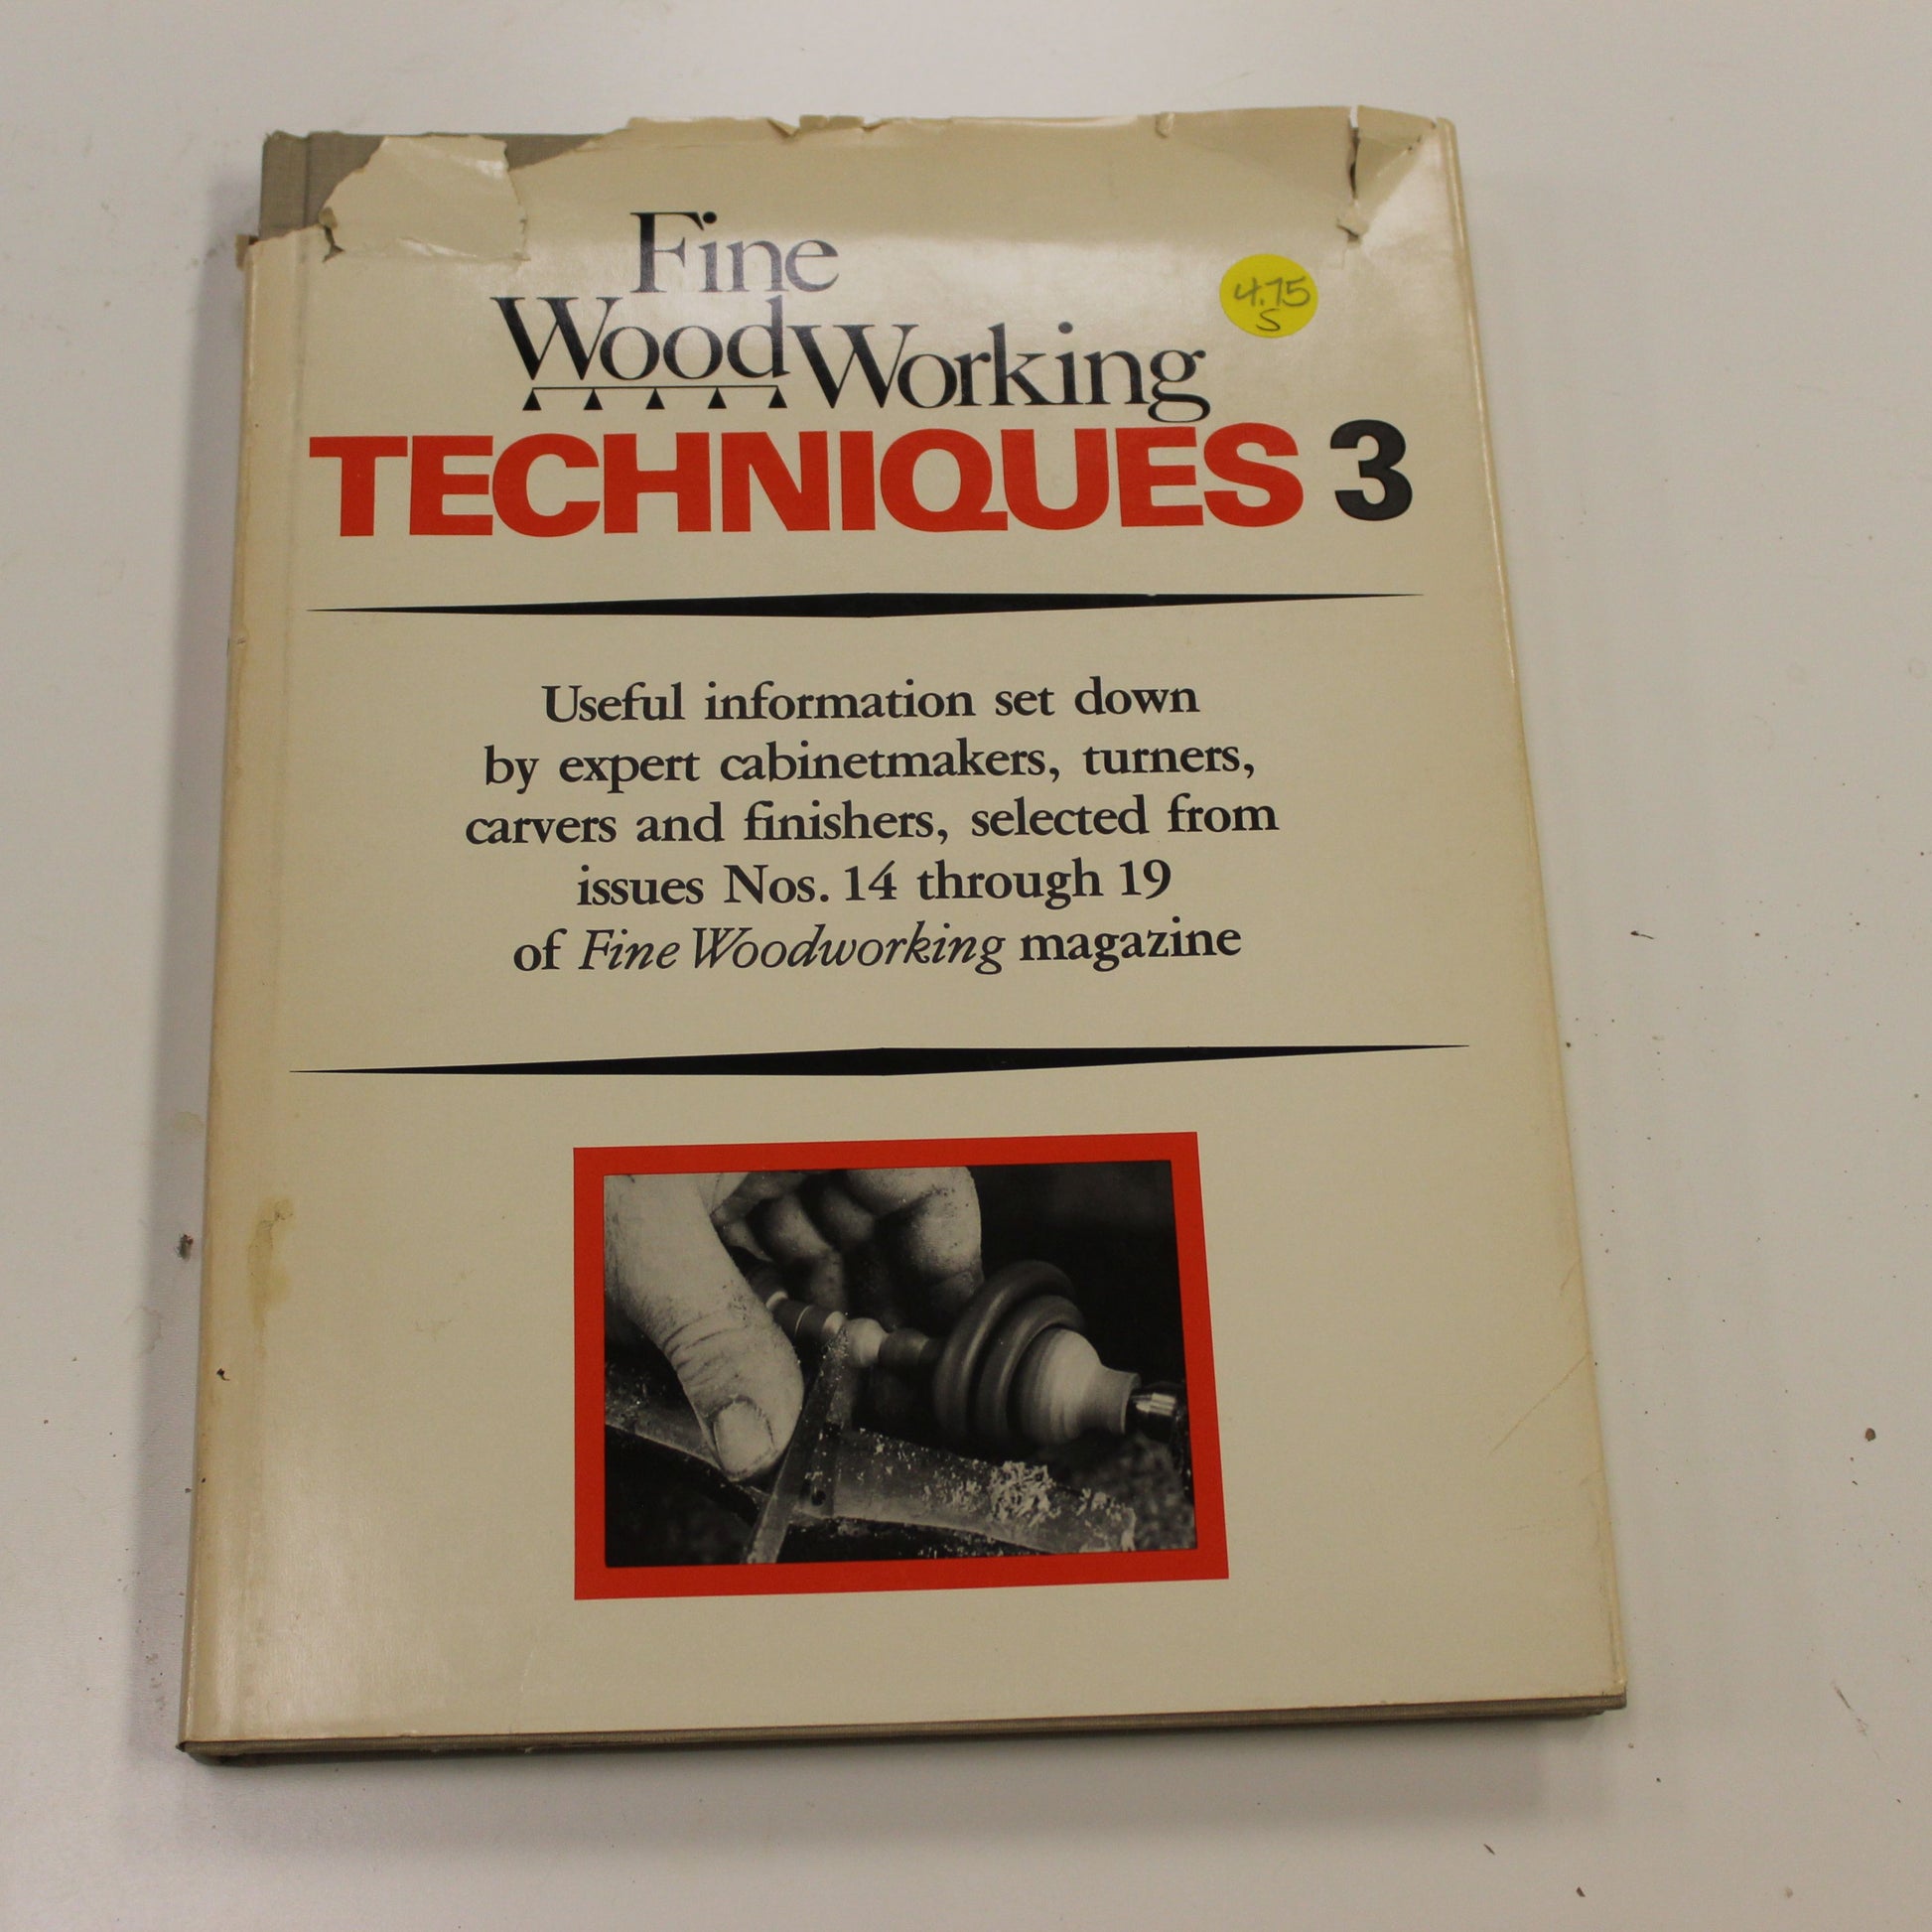 Fine
WoodWorking
TECHNIQUES 3
4.75
S
Useful information set down
by expert cabinetmakers, turners,
carvers and finishers, selected from
issues Nos. 14 through 19
of Fine Woodworking magazine